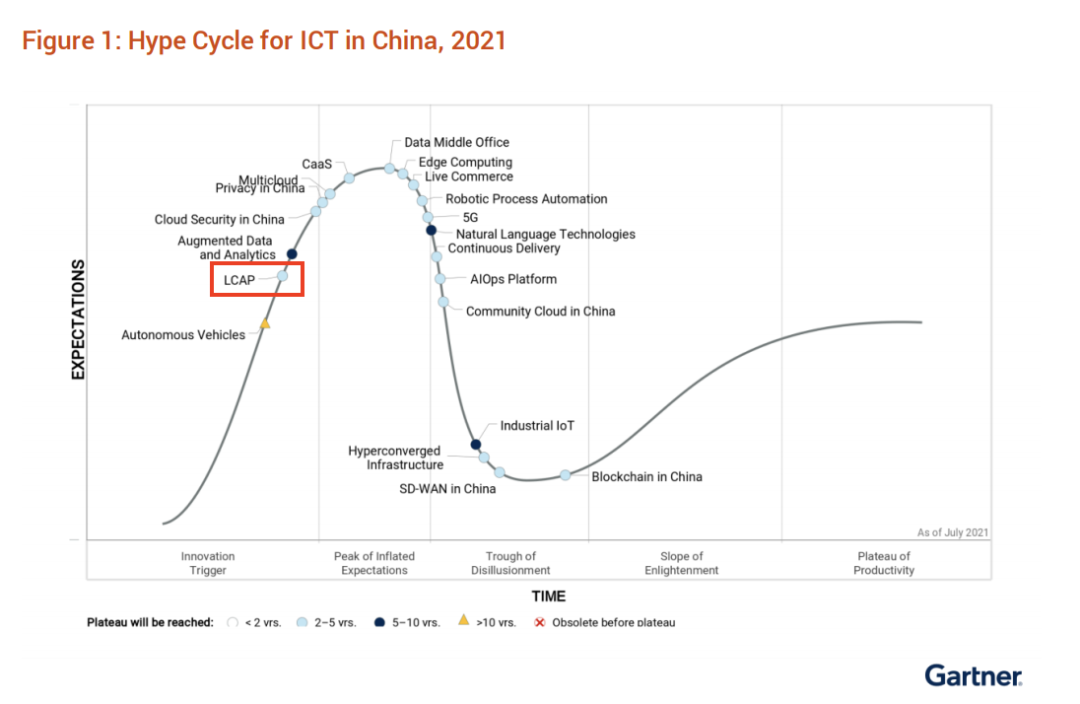 Figure 1: Hype Cycle for ICT in China, 2021
Data Middle Office
CaaS
Edge Computing
Multicloud
Live Commerce
Privacy in China
Robotic Process Automation
Cloud Security in China
5G
Natural Language Technologies
Augmented Data
and Analytics
Continuous Delivery
LCAP
AIOps Platform
Community Cloud in China
Autonomous Vehicles
EXPECTATIONS
Industrial IoT
Hyperconverged
Infrastructure
SD-WAN in China
Blockchain in China
As of July 2021
Innovation
Trigger
Peak of Inflated
Expectations
Trough of
Disillusionment
Slope of
Enlightenment
Plateau of
Productivity
TIME
Plateau will be reached: < 2 yrs. 2–5 yrs. 5–10 yrs. >10 yrs. Obsolete before plateau
Gartner